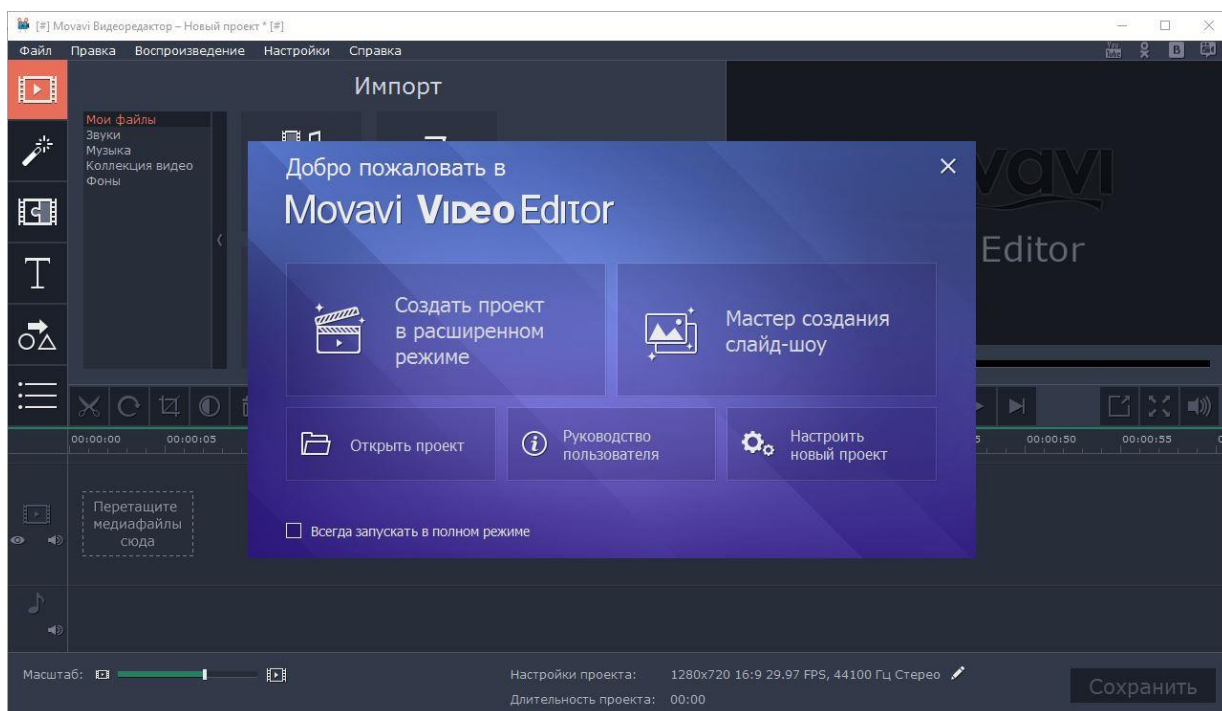 [#] Movavi Видеоредактор – Новый проект * [#]
Файл Правка Воспроизведение Настройки Справка
You Tube
B
Импорт
Мои файлы
Звуки
Музыка
Коллекция видео
Фоны
Добро пожаловать в
Movavi VIDEO EDITOR
Editor
Создать проект
в расширенном
режиме
Мастер создания
слайд-шоу
Открыть проект
Руководство
пользователя
Настроить
новый проект
Всегда запускать в полном режиме
00:00:00 00:00:05 00:00:50 00:00:55
Перетащите
медиафайлы
сюда
Масштаб:
Настройки проекта: 1280x720 16:9 29.97 FPS, 44100 Гц Стерео
Длительность проекта: 00:00
Сохранить